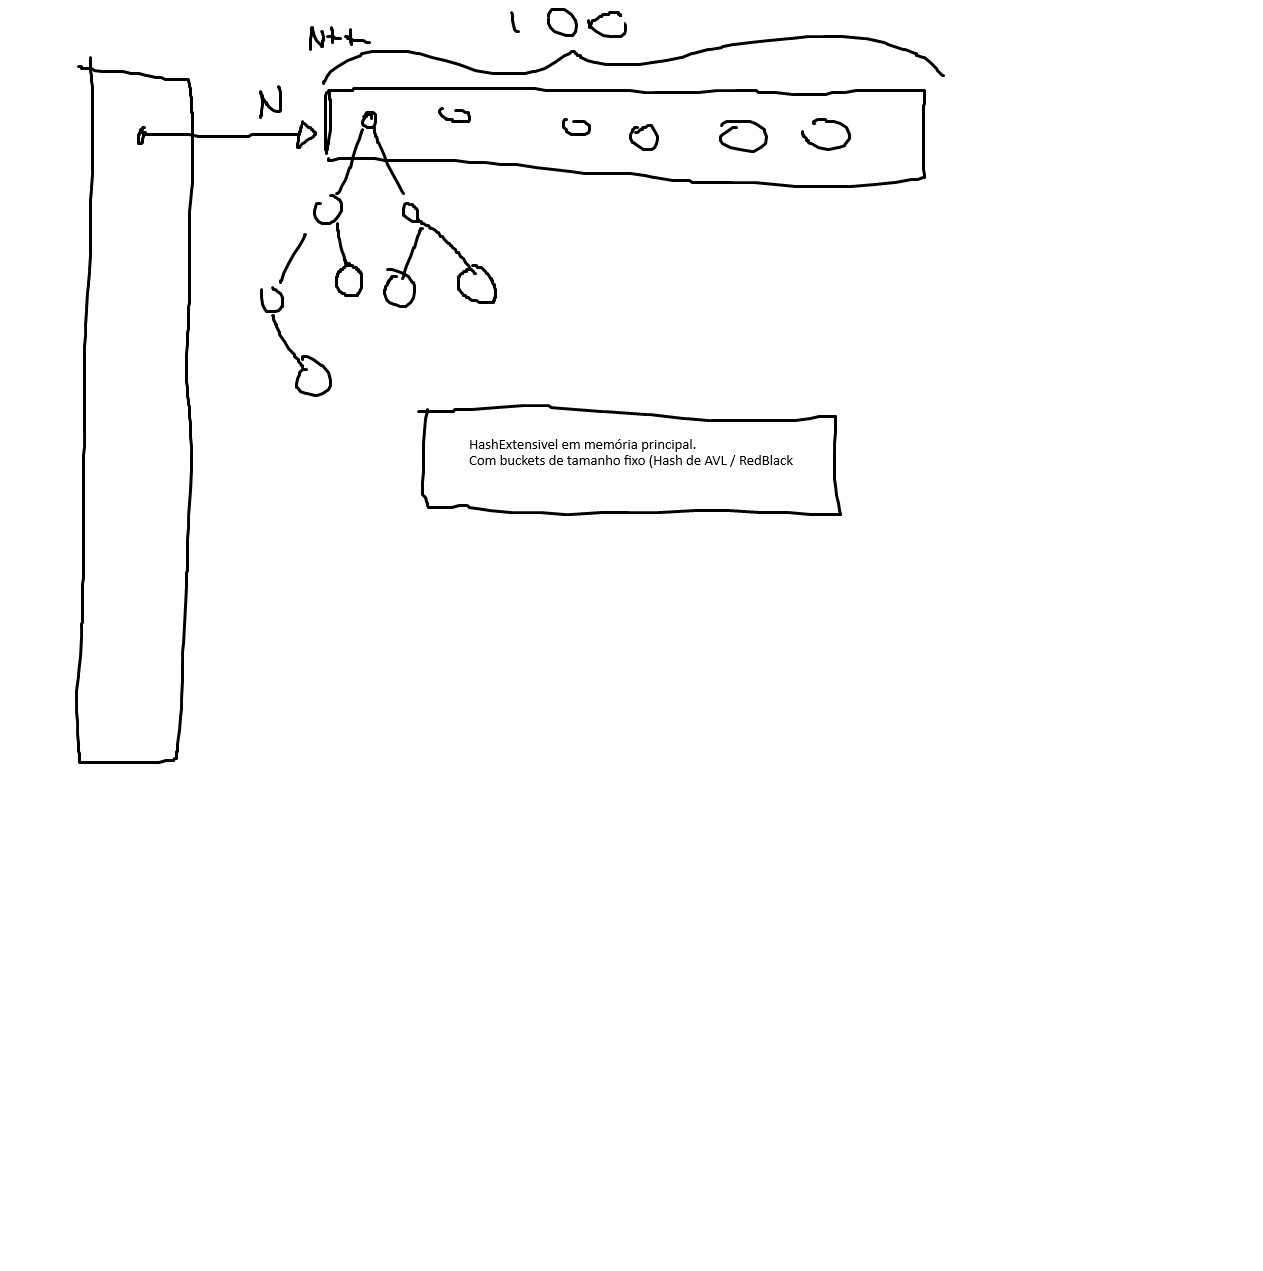 100
N++
N
HashExtensivel em memória principal.
Com buckets de tamanho fixo (Hash de AVL / RedBlack